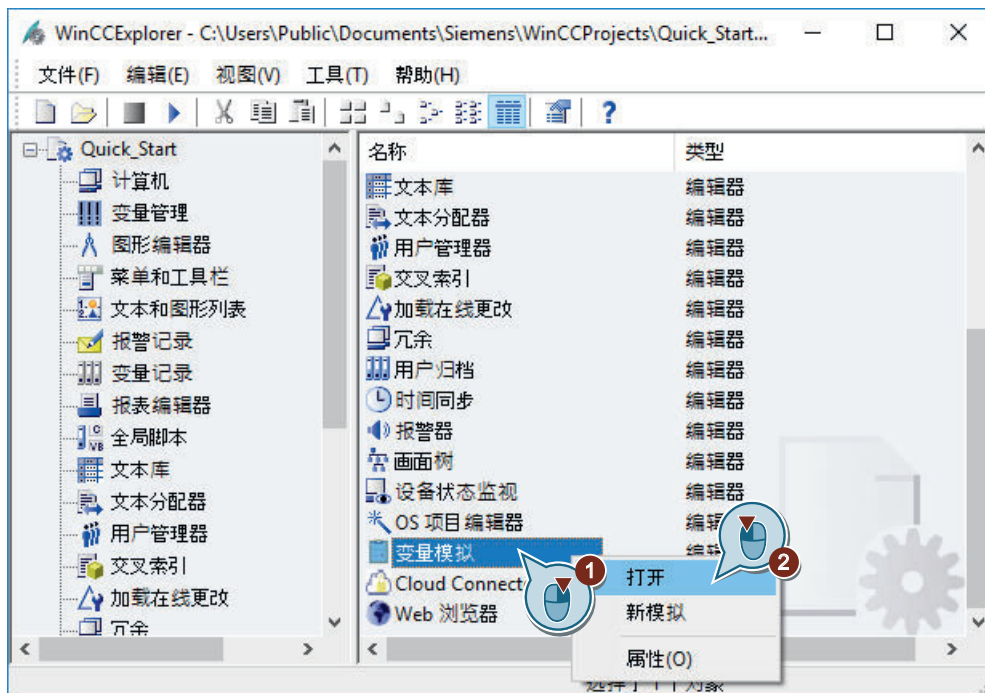 WinCCExplorer - C:\Users\Public\Documents\Siemens\WinCCProjects\Quick_Start...
文件(F) 编辑(E) 视图(V) 工具(T) 帮助(H)
Quick_Start
计算机
变量管理
图形编辑器
菜单和工具栏
文本和图形列表
报警记录
变量记录
报表编辑器
全局脚本
文本库
文本分配器
用户管理器
交叉索引
加载在线更改
冗余
名称 类型
文本库 编辑器
文本分配器 编辑器
用户管理器 编辑器
交叉索引 编辑器
加载在线更改 编辑器
冗余 编辑器
用户归档 编辑器
时间同步 编辑器
报警器 编辑器
画面树 编辑器
设备状态监视 编辑器
OS 项目编辑器
变量模拟
Cloud Connect
Web 浏览器
1
2
打开
新模拟
属性(O)